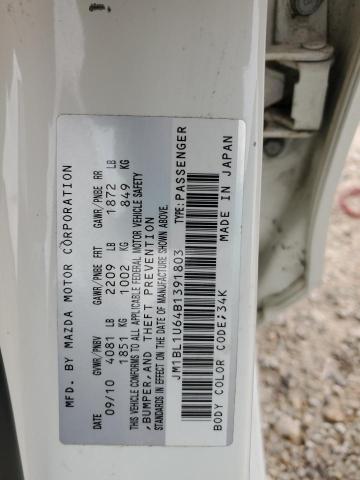 MFD. BY MAZDA MOTOR CORPORATION
DATE GVWR/PNBV GAWR/PNBE FRT GAWR/PNBE RR
09/10 4081 LB 2209 LB 1872 LB
1851 KG 1002 KG 849 KG
THIS VEHICLE CONFORMS TO ALL APPLICABLE FEDERAL MOTOR VEHICLE SAFETY
,BUMPER, AND THEFT PREVENTION
STANDARDS IN EFFECT ON THE DATE OF MANUFACTURE SHOWN ABOVE.
JM1BL1U64B1391803 TYPE:PASSENGER
BODY COLOR CODE;34K MADE IN JAPAN